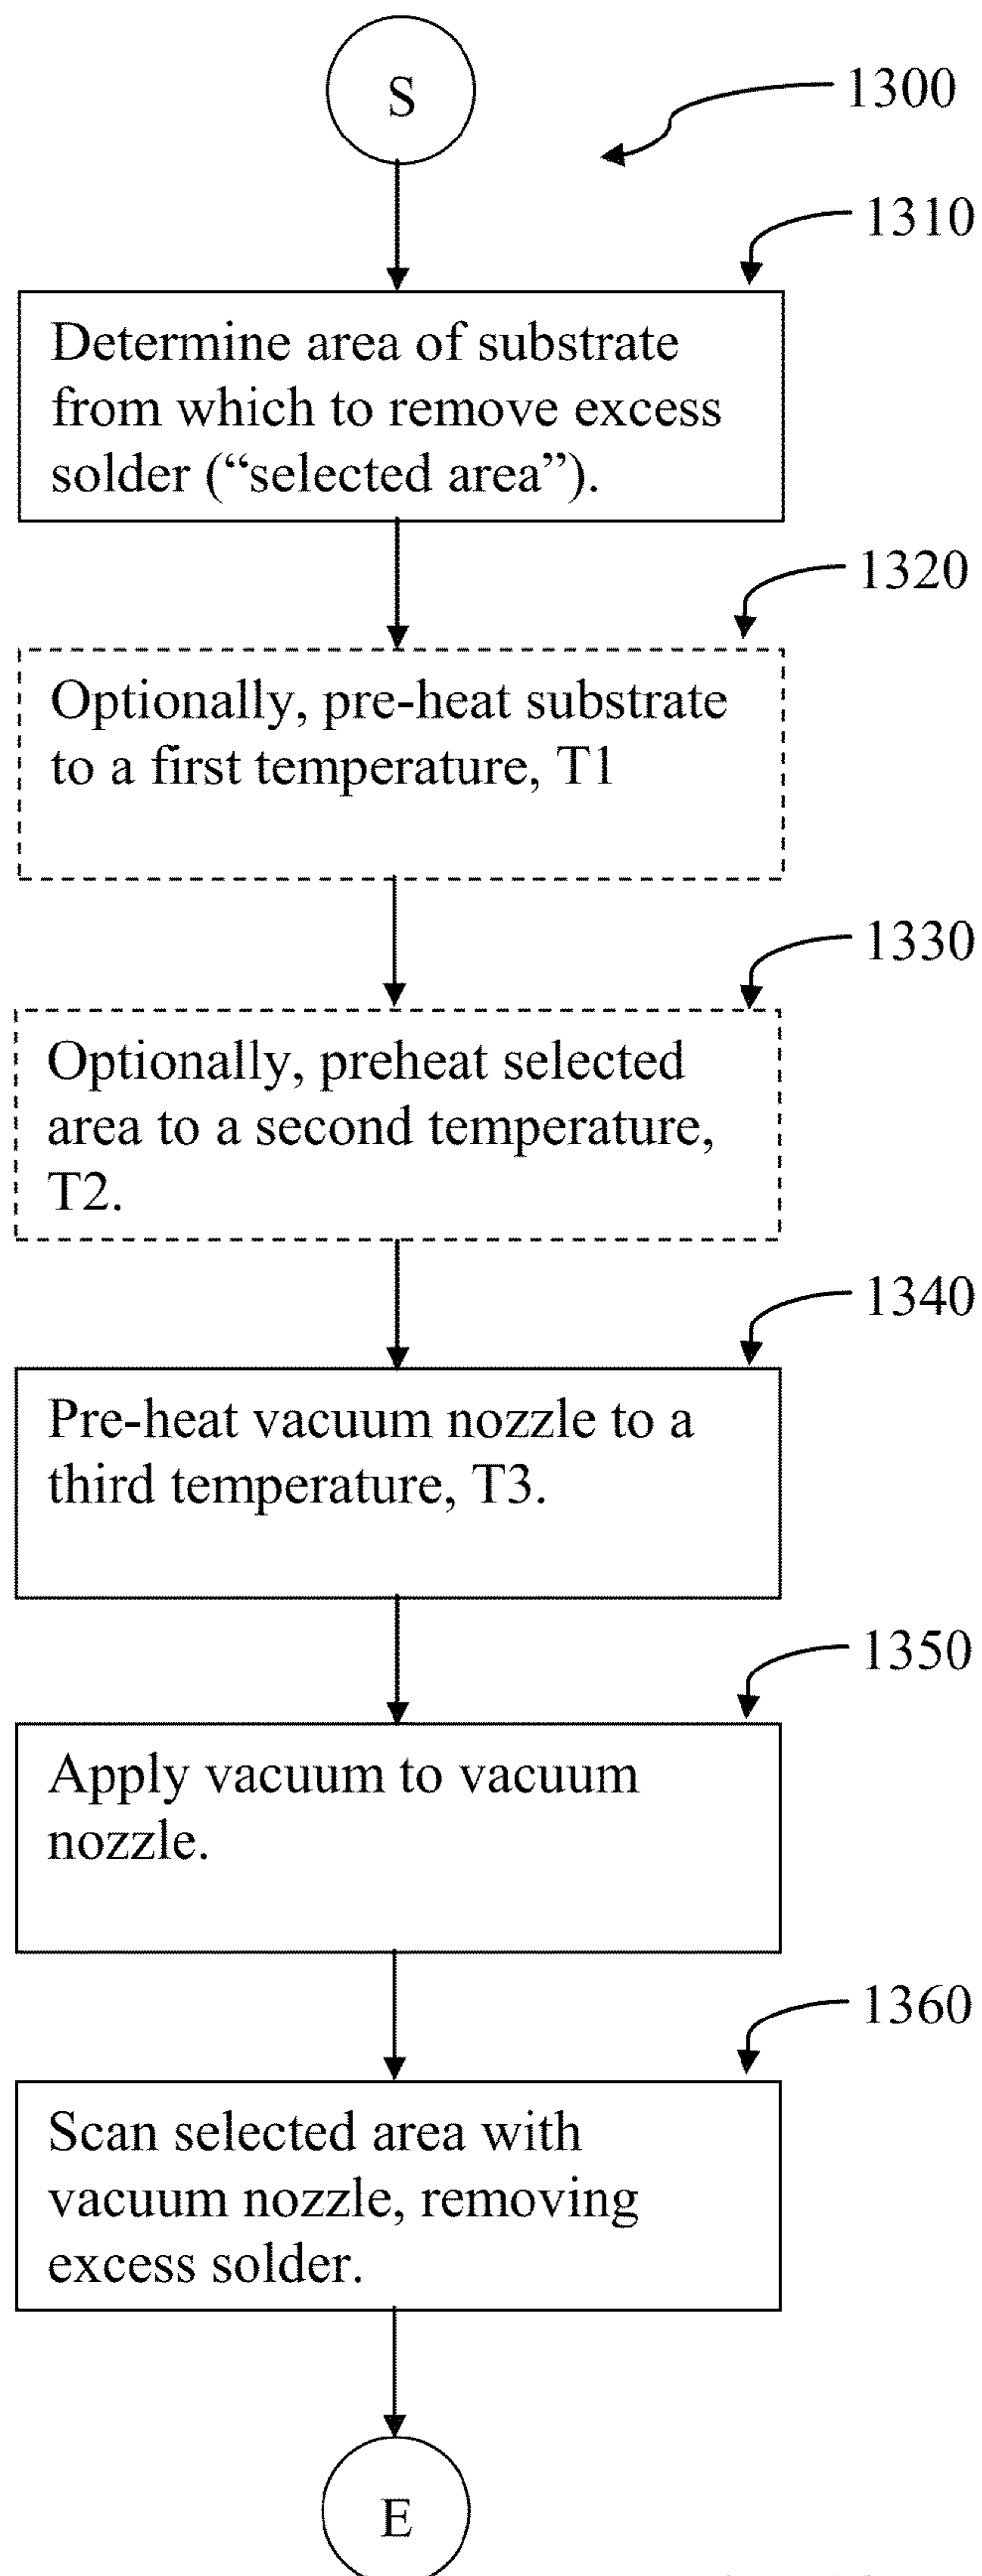 S
1300
1310
Determine area of substrate
from which to remove excess
solder (“selected area”).
1320
Optionally, pre-heat substrate
to a first temperature, T1
1330
Optionally, preheat selected
area to a second temperature,
T2.
1340
Pre-heat vacuum nozzle to a
third temperature, T3.
1350
Apply vacuum to vacuum
nozzle.
1360
Scan selected area with
vacuum nozzle, removing
excess solder.
E